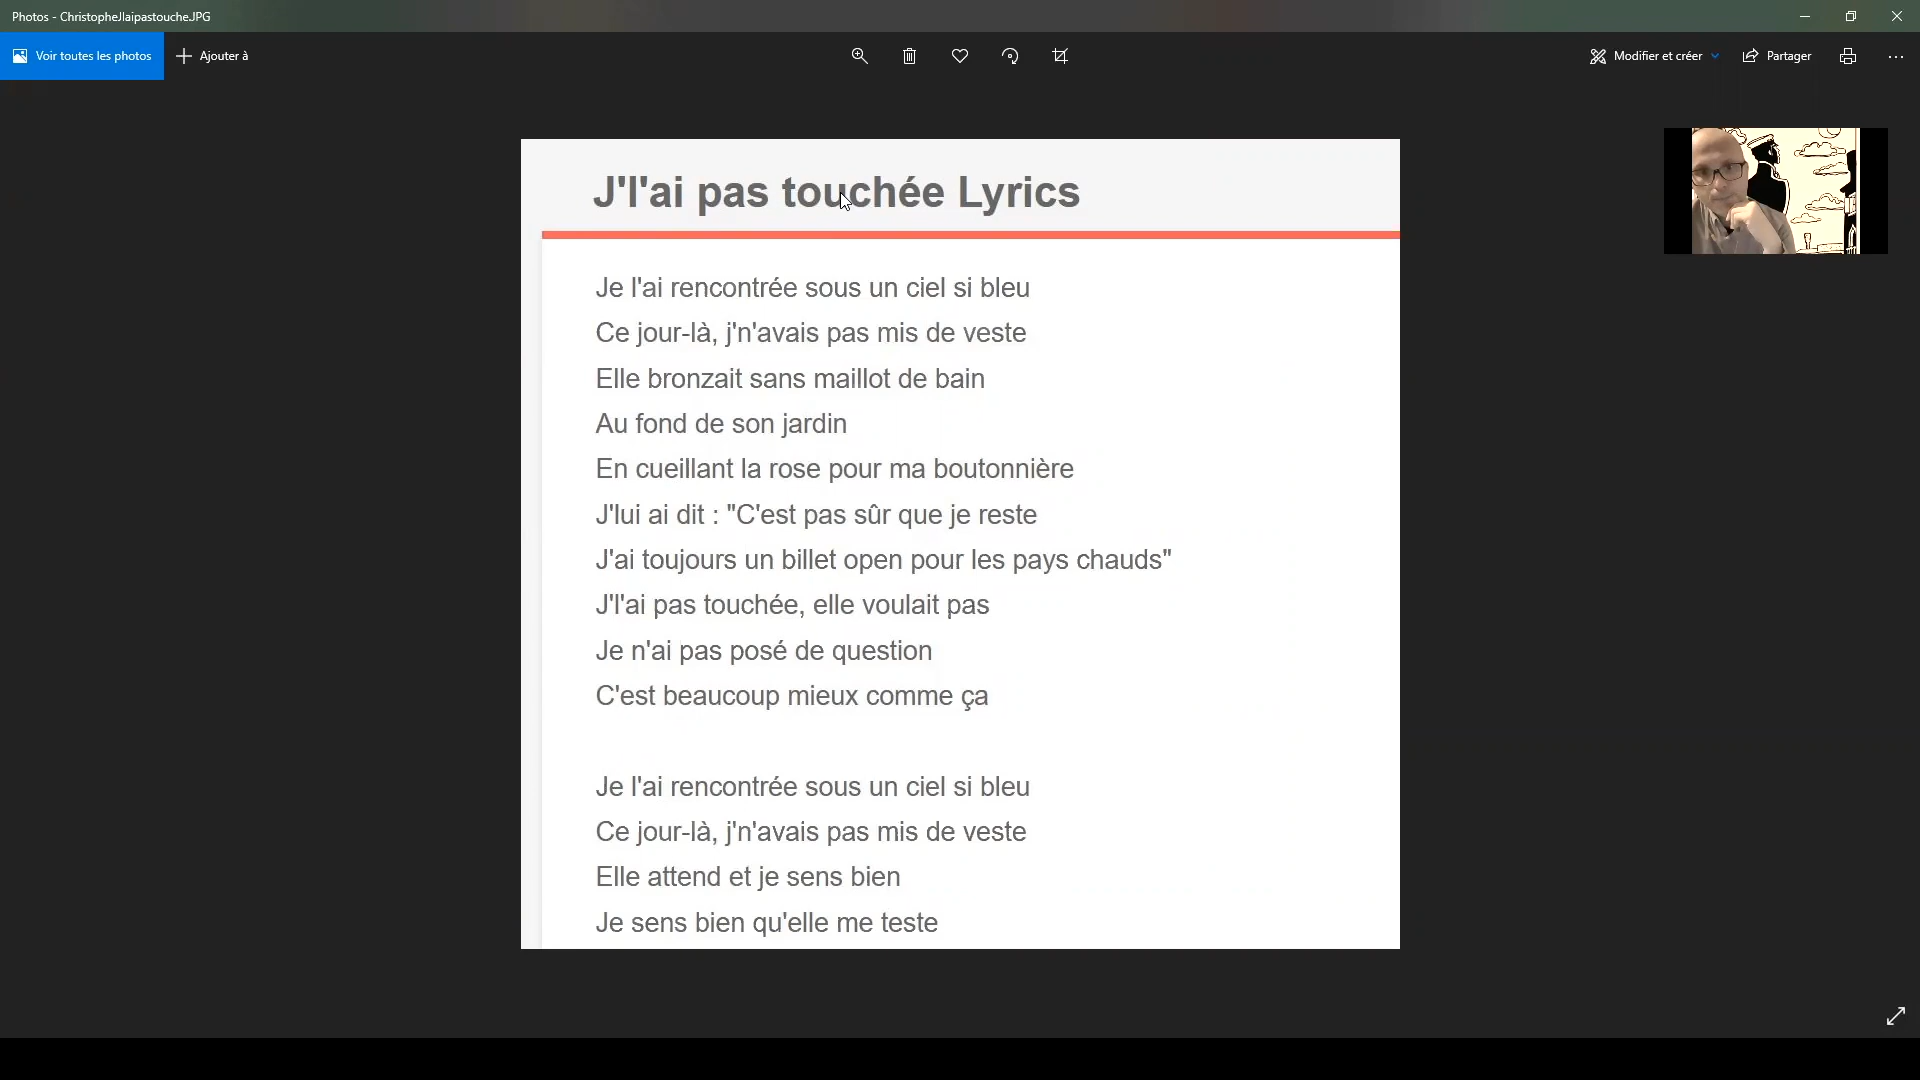 Photos - ChristopheJlaipastouche.JPG
Voir toutes les photos
Ajouter à
Modifier et créer
Partager
J'l'ai pas touchée Lyrics
Je l'ai rencontrée sous un ciel si bleu
Ce jour-là, j'n'avais pas mis de veste
Elle bronzait sans maillot de bain
Au fond de son jardin
En cueillant la rose pour ma boutonnière
J'lui ai dit : "C'est pas sûr que je reste
J'ai toujours un billet open pour les pays chauds"
J'l'ai pas touchée, elle voulait pas
Je n'ai pas posé de question
C'est beaucoup mieux comme ça
Je l'ai rencontrée sous un ciel si bleu
Ce jour-là, j'n'avais pas mis de veste
Elle attend et je sens bien
Je sens bien qu'elle me teste